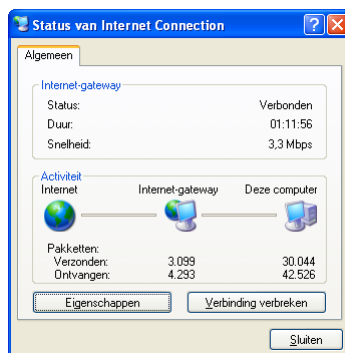 Status van Internet Connection
Algemeen
Internet-gateway
Status: Verbonden
Duur: 01:11:56
Snelheid: 3,3 Mbps
Activiteit
Internet Internet-gateway Deze computer
Pakketten:
Verzonden: 3.099 30.044
Ontvangen: 4.293 42.526
Eigenschappen Verbinding verbreken
Sluiten